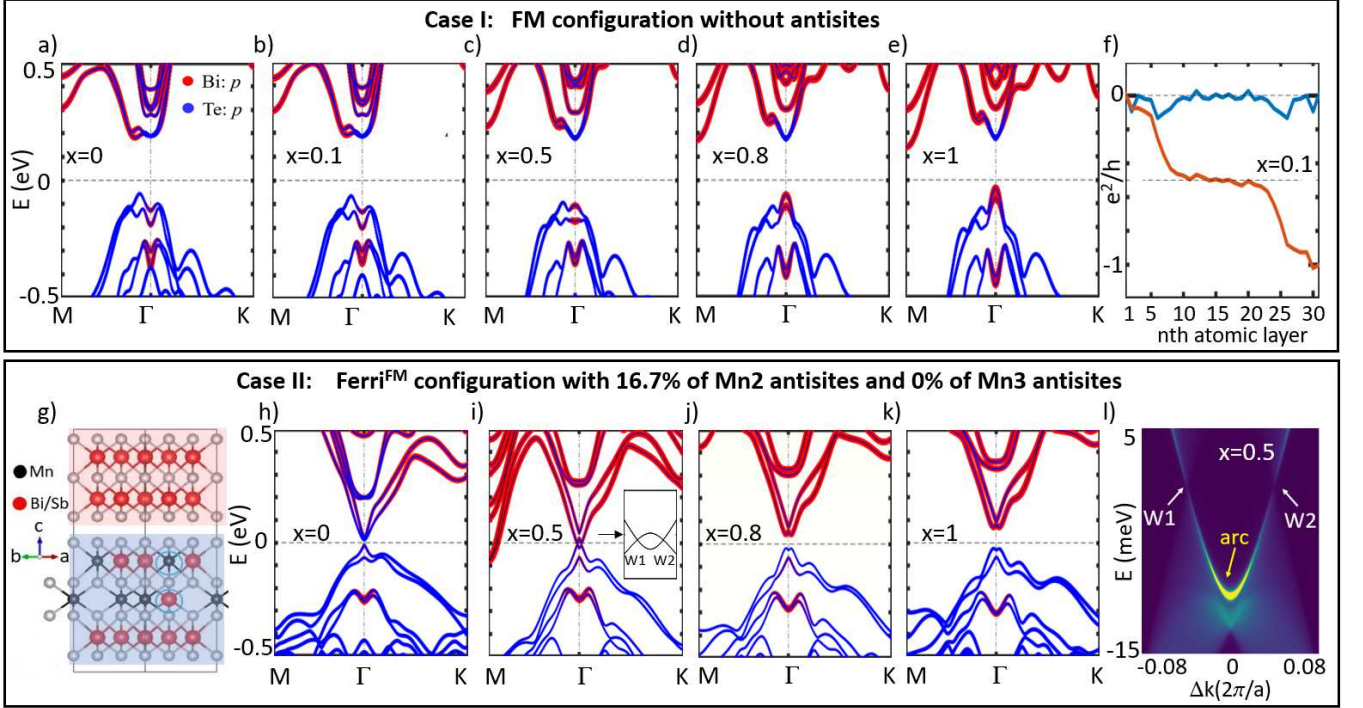 Case I: FM configuration without antisites
a)
b)
c)
d)
e)
f)
0.5
0
-0.5
E (eV)
Bi: p
Te: p
x=0
x=0.1
x=0.5
x=0.8
x=1
M Γ K
M Γ K
M Γ K
M Γ K
M Γ K
0
e²/h
-1
x=0.1
1 5 10 15 20 25 30
nth atomic layer
Case II: Ferri^FM configuration with 16.7% of Mn2 antisites and 0% of Mn3 antisites
g)
h)
i)
j)
k)
l)
Mn
Bi/Sb
c
b
a
0.5
0
-0.5
E (eV)
x=0
x=0.5
W1 W2
x=0.8
x=1
M Γ K
M Γ K
M Γ K
M Γ K
5
E (meV)
-15
x=0.5
W1
W2
arc
-0.08 0 0.08
Δk(2π/a)